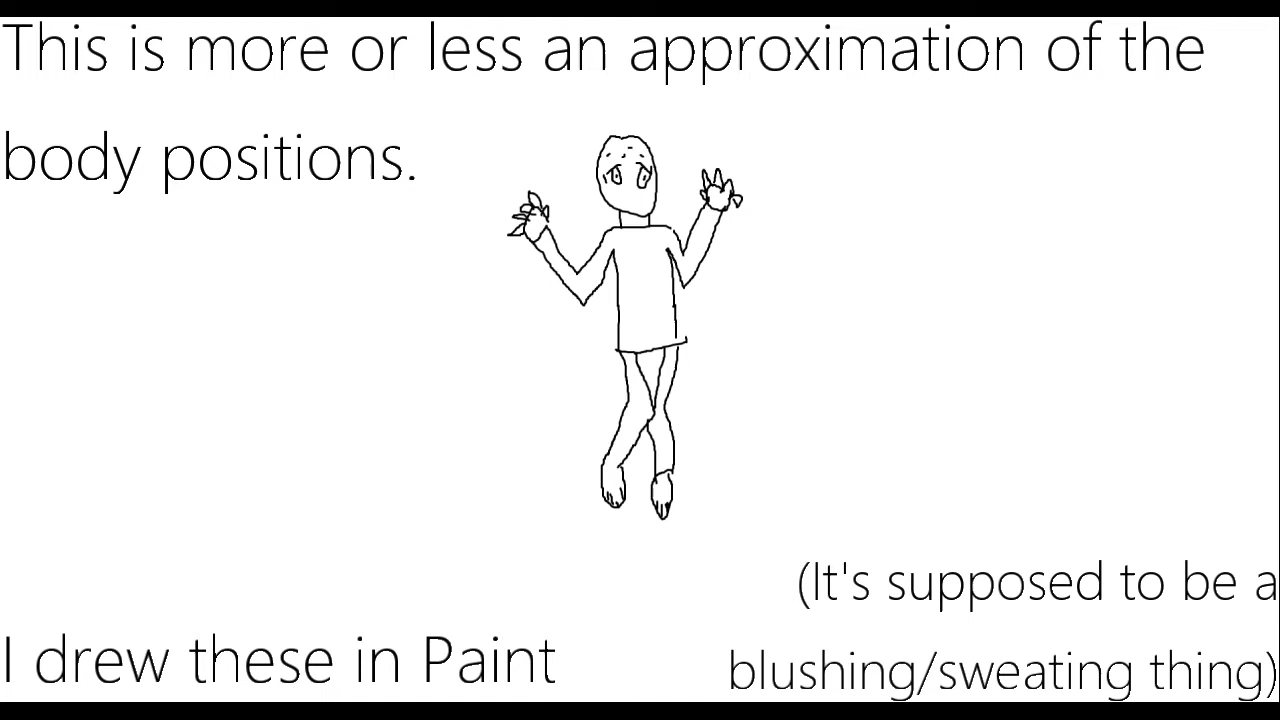 This is more or less an approximation of the
body positions.
(It's supposed to be a
I drew these in Paint
blushing/sweating thing)